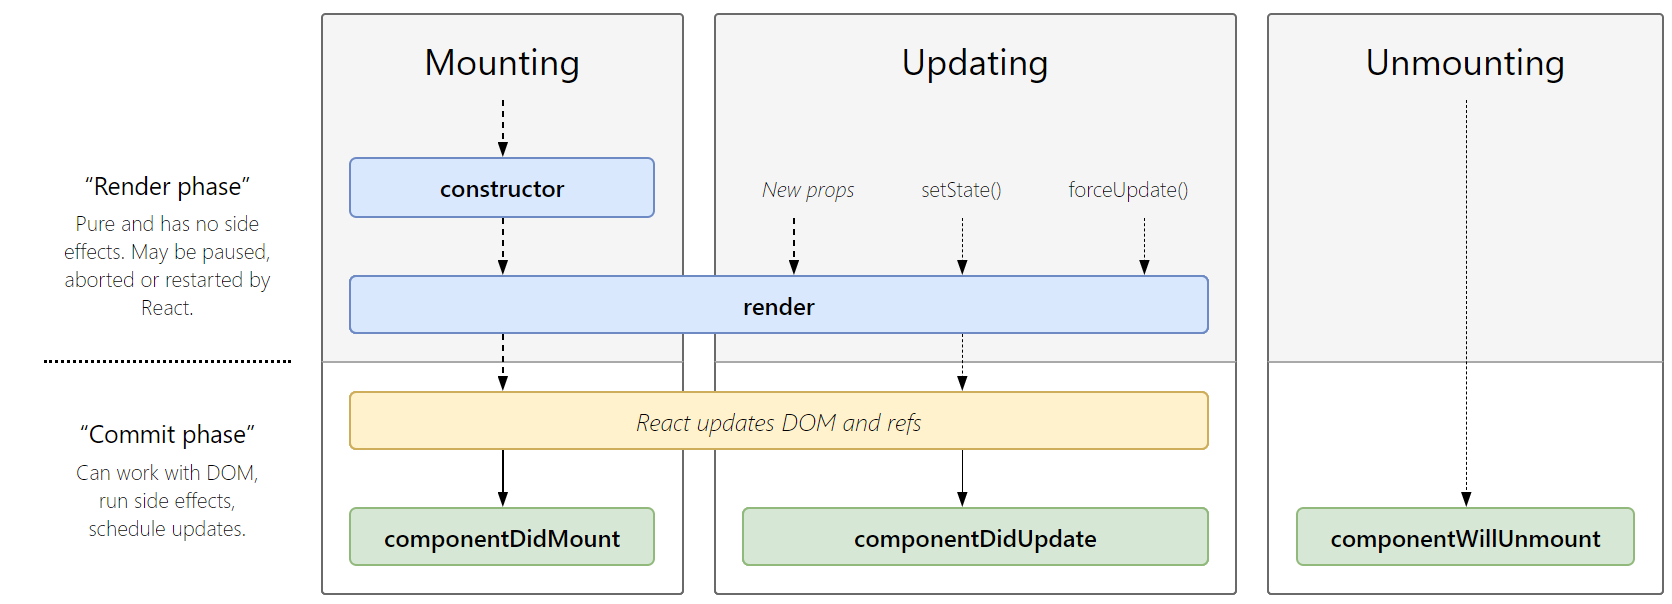 Mounting
Updating
Unmounting
“Render phase”
Pure and has no side
effects. May be paused,
aborted or restarted by
React.
constructor
New props
setState()
forceUpdate()
render
“Commit phase”
Can work with DOM,
run side effects,
schedule updates.
React updates DOM and refs
componentDidMount
componentDidUpdate
componentWillUnmount